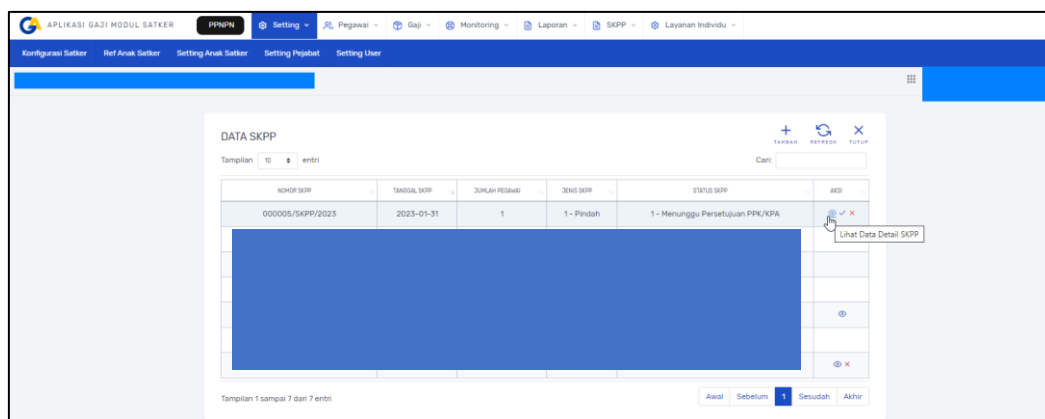 APLIKASI GAJI MODUL SATKER PPNPN Setting Pegawai Gaji Monitoring Laporan SKPP Layanan Individu
Konfigurasi Satker Ref Anak Satker Setting Anak Satker Setting Pejabat Setting User
DATA SKPP
TAMBAH REFRESH TUTUP
Tampilan 10 entri Cari:
NOMOR SKPP TANGGAL SKPP JUMLAH PEGAWAI JENIS SKPP STATUS SKPP AKSI
000005/SKPP/2023 2023-01-31 1 1 - Pindah 1 - Menunggu Persetujuan PPK/KPA
Lihat Data Detail SKPP
Tampilan 1 sampai 7 dari 7 entri Awal Sebelum 1 Sesudah Akhir